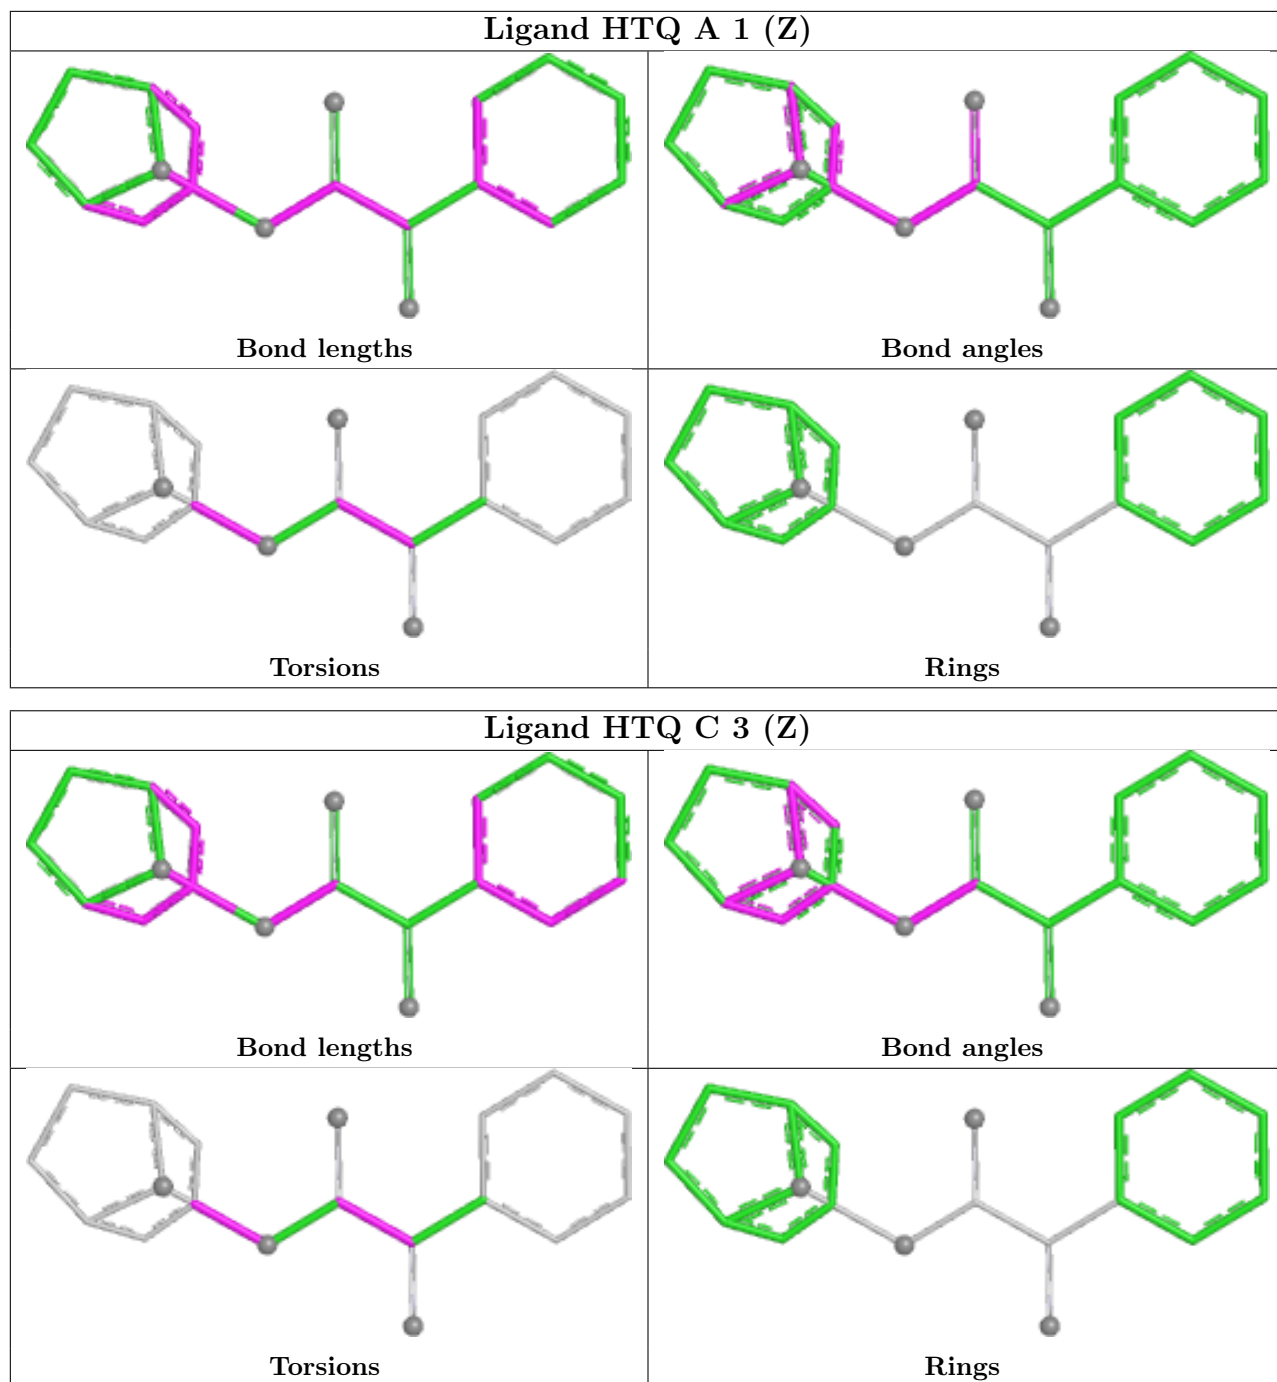 Ligand HTQ A 1 (Z)
Bond lengths
Bond angles
Torsions
Rings
Ligand HTQ C 3 (Z)
Bond lengths
Bond angles
Torsions
Rings